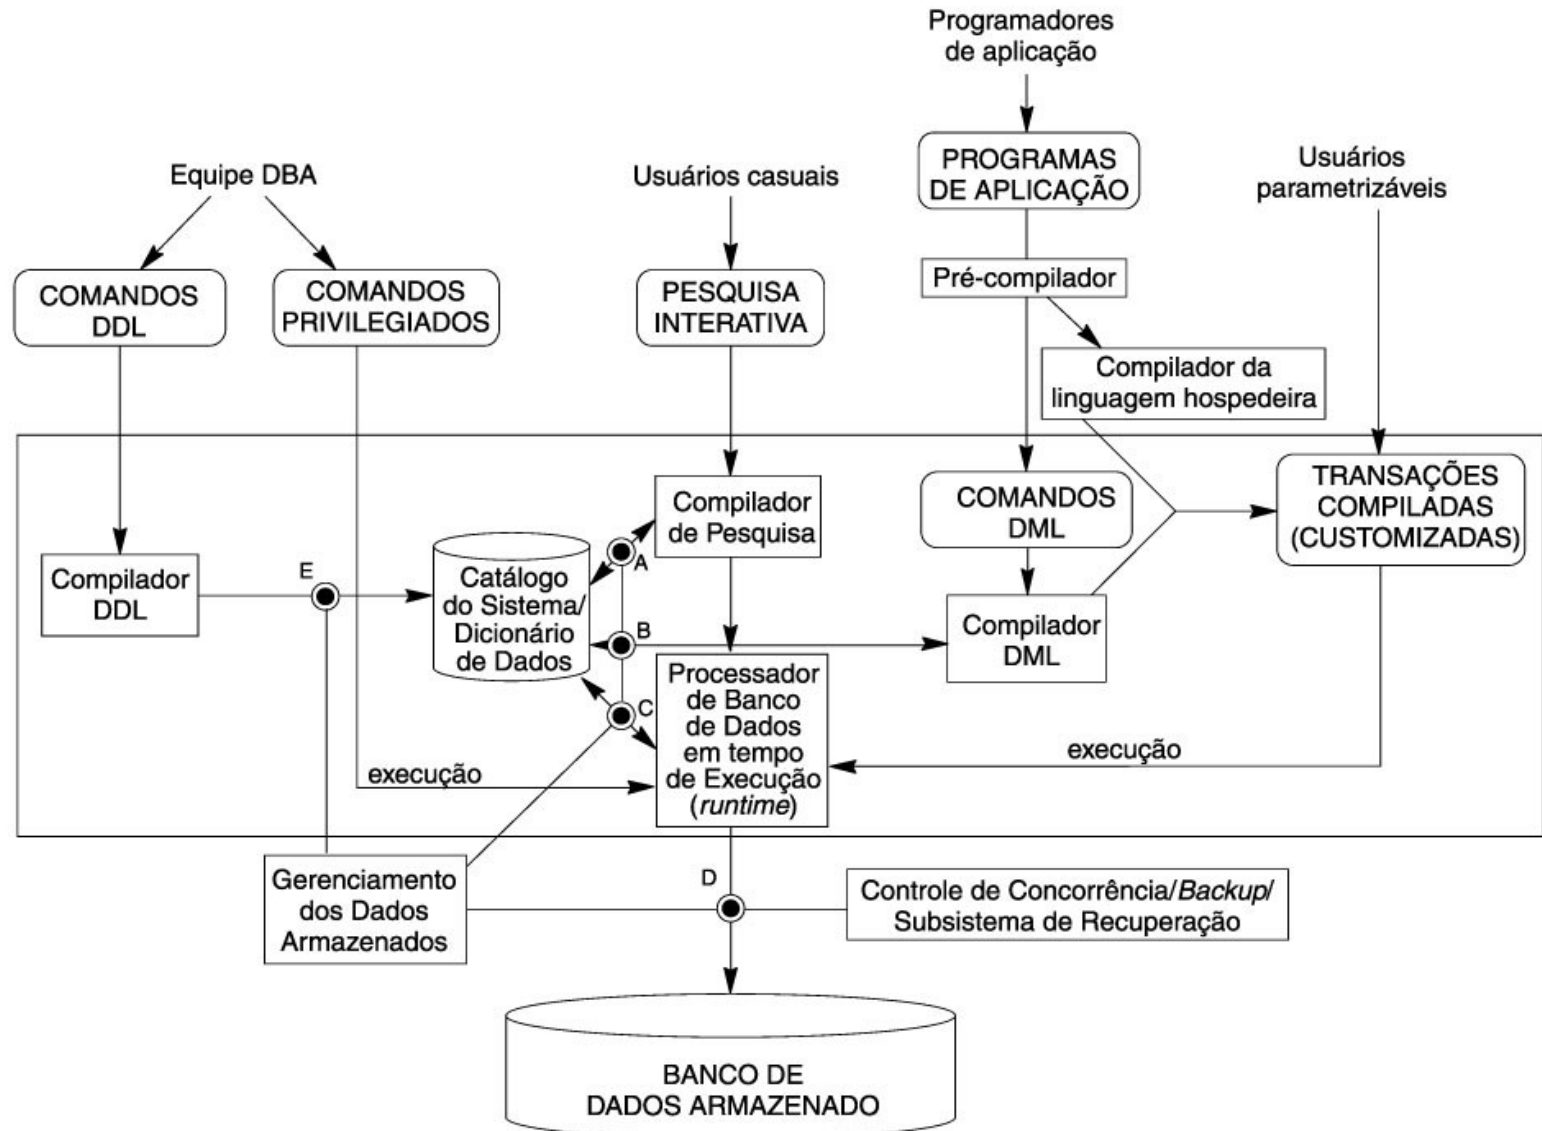 Programadores
de aplicação
Equipe DBA
Usuários casuais
PROGRAMAS
DE APLICAÇÃO
Usuários
parametrizáveis
COMANDOS
DDL
COMANDOS
PRIVILEGIADOS
PESQUISA
INTERATIVA
Pré-compilador
Compilador da
linguagem hospedeira
Compilador
de Pesquisa
COMANDOS
DML
TRANSAÇÕES
COMPILADAS
(CUSTOMIZADAS)
Compilador
DDL
E
Catálogo
do Sistema/
Dicionário
de Dados
A
B
C
Compilador
DML
Processador
de Banco
de Dados
em tempo
de Execução
(runtime)
execução
execução
Gerenciamento
dos Dados
Armazenados
D
Controle de Concorrência/Backup/
Subsistema de Recuperação
BANCO DE
DADOS ARMAZENADO